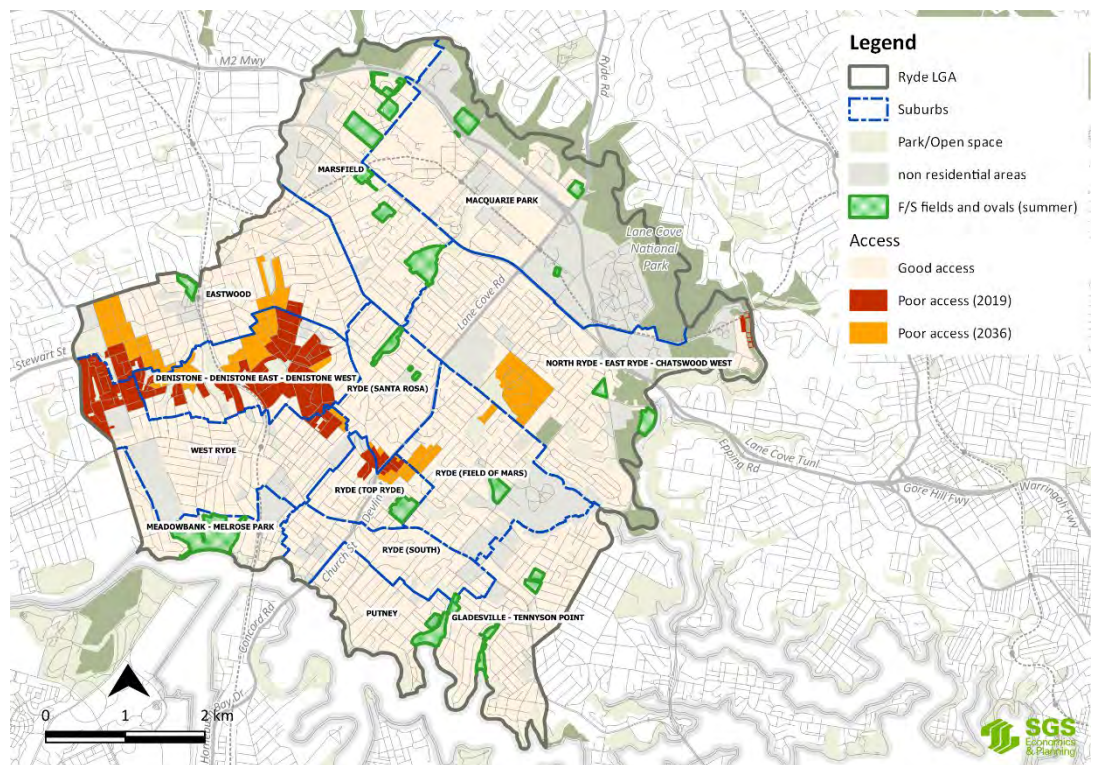 M2 Mwy
Ryde Rd
MARSFIELD
MACQUARIE PARK
Lane Cove
National
Park
EASTWOOD
Lane Cove Rd
Stewart St
DENISTONE - DENISTONE EAST - DENISTONE WEST
RYDE (SANTA ROSA)
NORTH RYDE - EAST RYDE - CHATSWOOD WEST
WEST RYDE
RYDE (FIELD OF MARS)
RYDE (TOP RYDE)
Devlin
Lane Cove Tunl
Epping Rd
Gore Hill Fwy
Warringah Fwy
MEADOWBANK - MELROSE PARK
RYDE (SOUTH)
Church St
PUTNEY
GLADESVILLE - TENNYSON POINT
Concord Rd
Bay Dr
0 1 2 km
Legend
Ryde LGA
Suburbs
Park/Open space
non residential areas
F/S fields and ovals (summer)
Access
Good access
Poor access (2019)
Poor access (2036)
SGS
Economics
& Planning